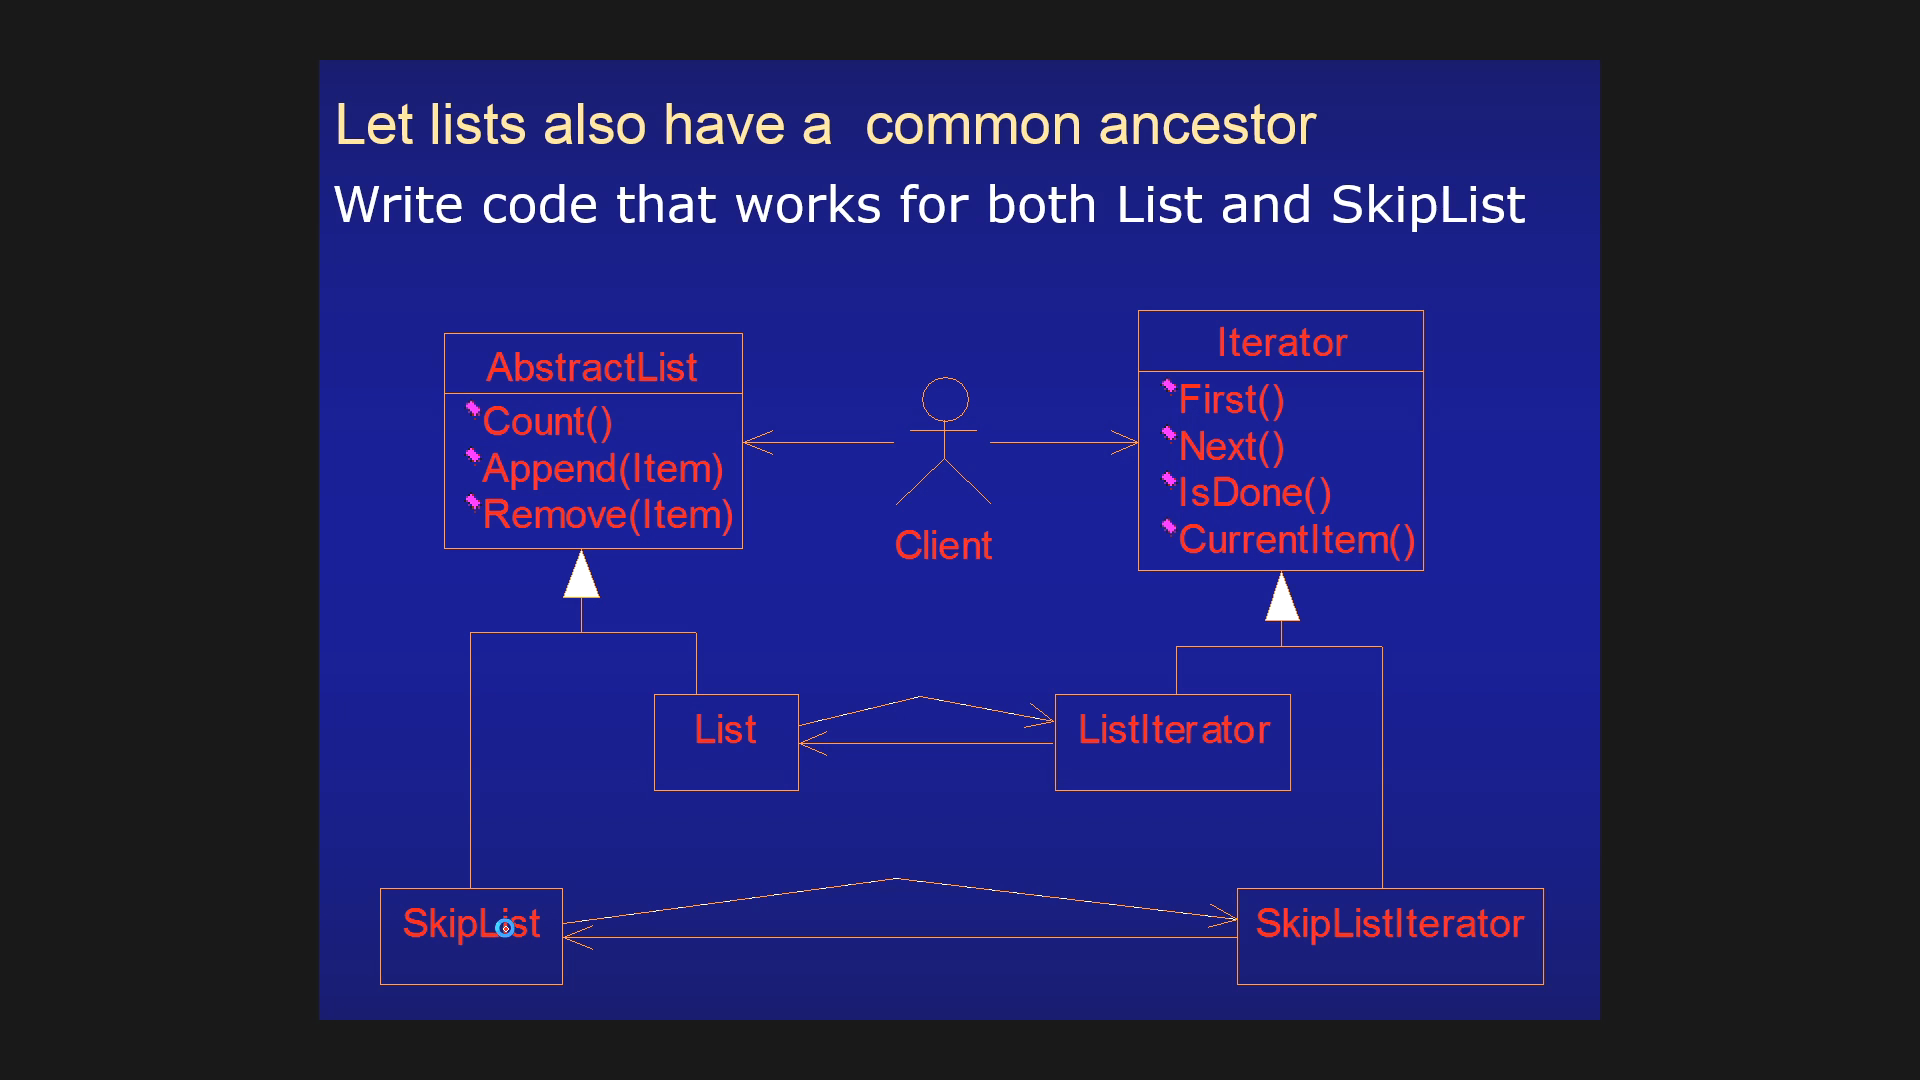 Let lists also have a common ancestor
Write code that works for both List and SkipList
AbstractList
Count()
Append(Item)
Remove(Item)
Client
Iterator
First()
Next()
IsDone()
CurrentItem()
List
ListIterator
SkipList
SkipListIterator